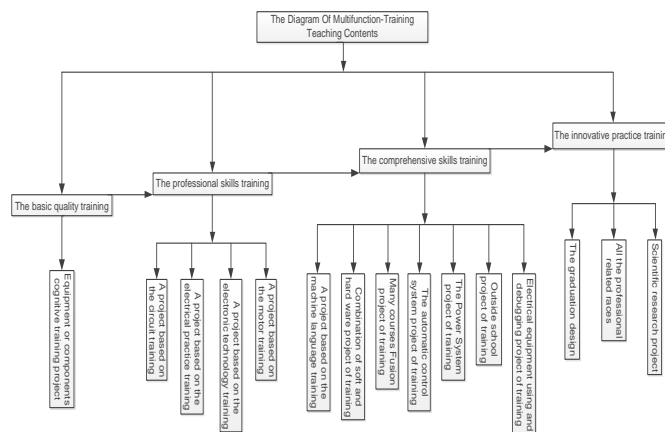 The Diagram Of Multifunction-Training
Teaching Contents
The innovative practice training
The comprehensive skills training
The professional skills training
The basic quality training
Equipment or components
cognitive training project
A project based on
the circuit training
A project based on the
electrical practice training
A project based on the
electronic technology training
A project based on
the motor training
A project based on the
machine language training
Combination of soft and
hard ware project of training
Many courses Fusion
project of training
The automatic control
system project of training
The Power System
project of training
Outside school
project of training
Electrical equipment using and
debugging project of training
The graduation design
All the professional
related races
Scientific research project